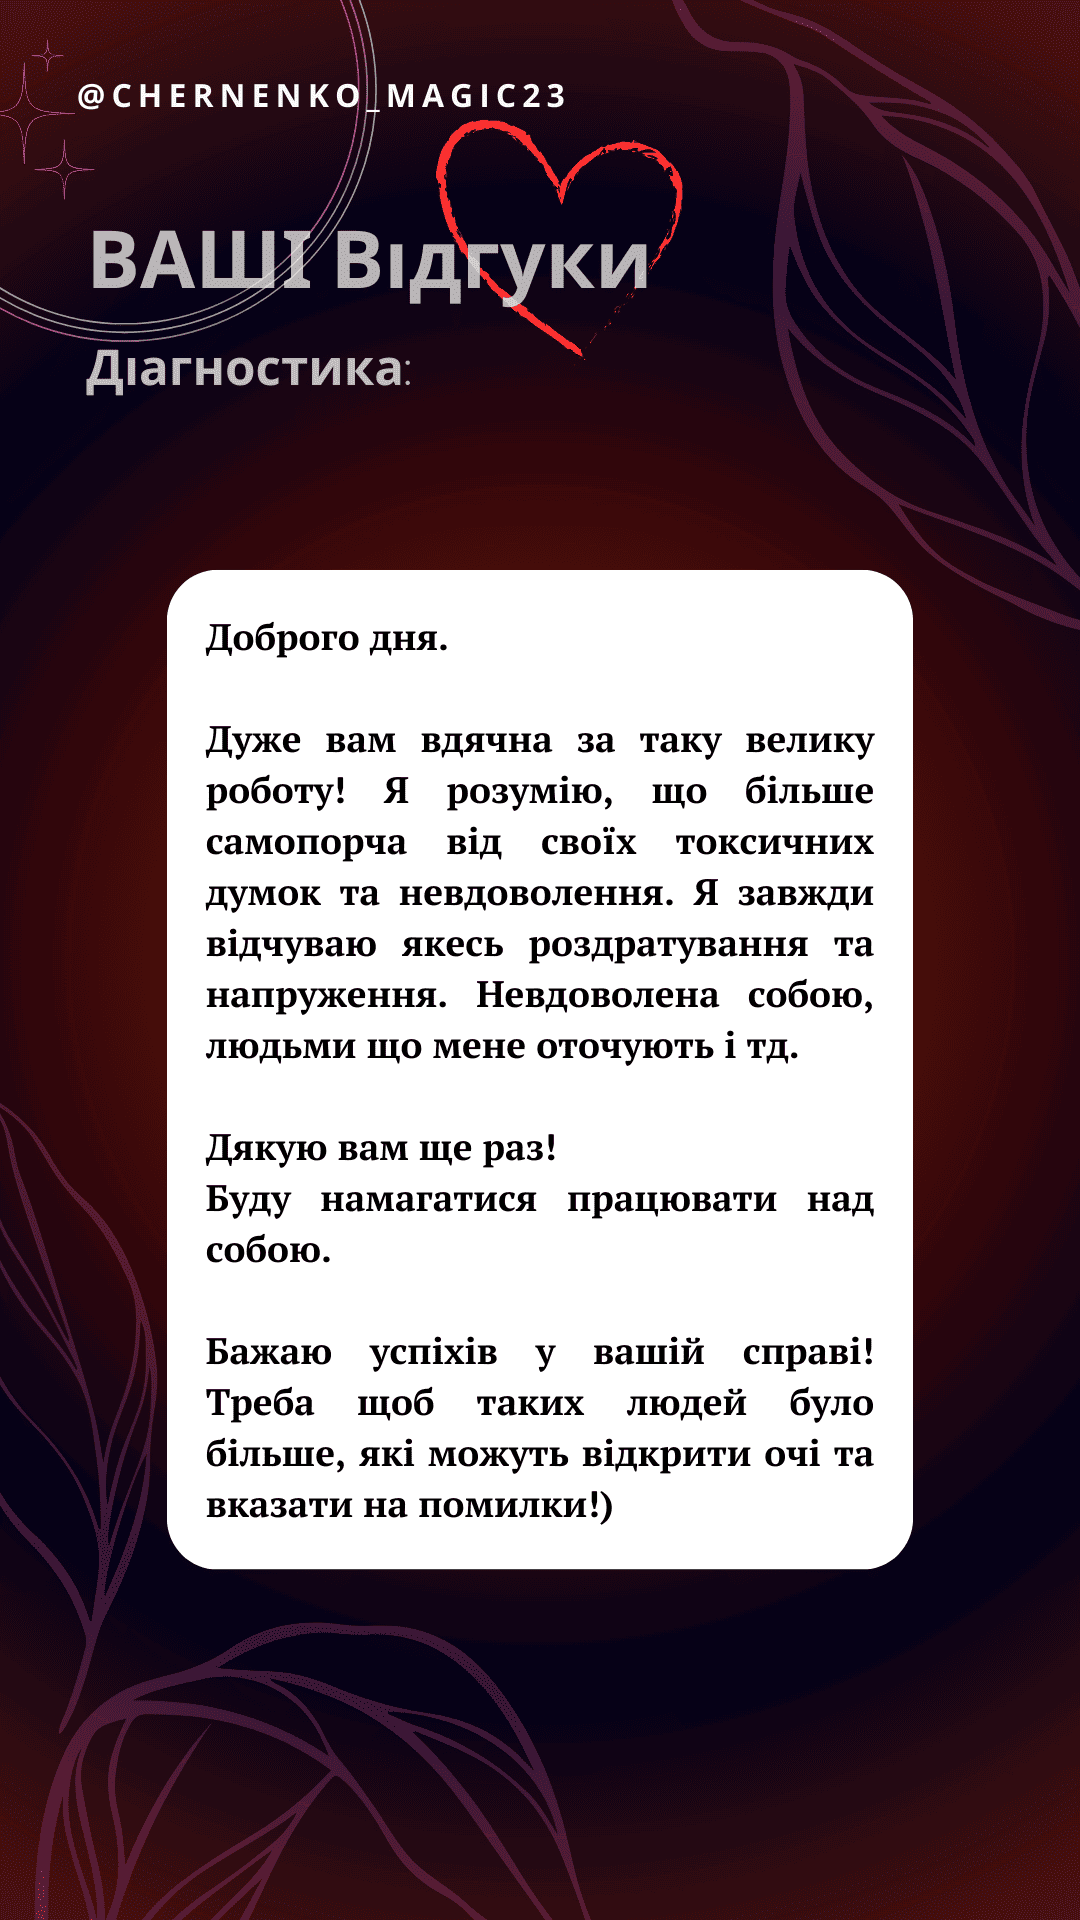 @CHERNENKO_MAGIC23
ВАШІ Відгуки
Діагностика:
Доброго дня.
Дуже вам вдячна за таку велику
роботу! Я розумію, що більше
самопорча від своїх токсичних
думок та невдоволення. Я завжди
відчуваю якесь роздратування та
напруження. Невдоволена собою,
людьми що мене оточують і тд.
Дякую вам ще раз!
Буду намагатися працювати над
собою.
Бажаю успіхів у вашій справі!
Треба щоб таких людей було
більше, які можуть відкрити очі та
вказати на помилки!)